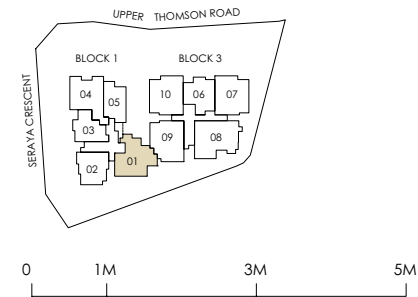 UPPER THOMSON ROAD
SERAYA CRESCENT
BLOCK 1
BLOCK 3
04
05
10
06
07
03
09
08
01
02
0
1M
3M
5M